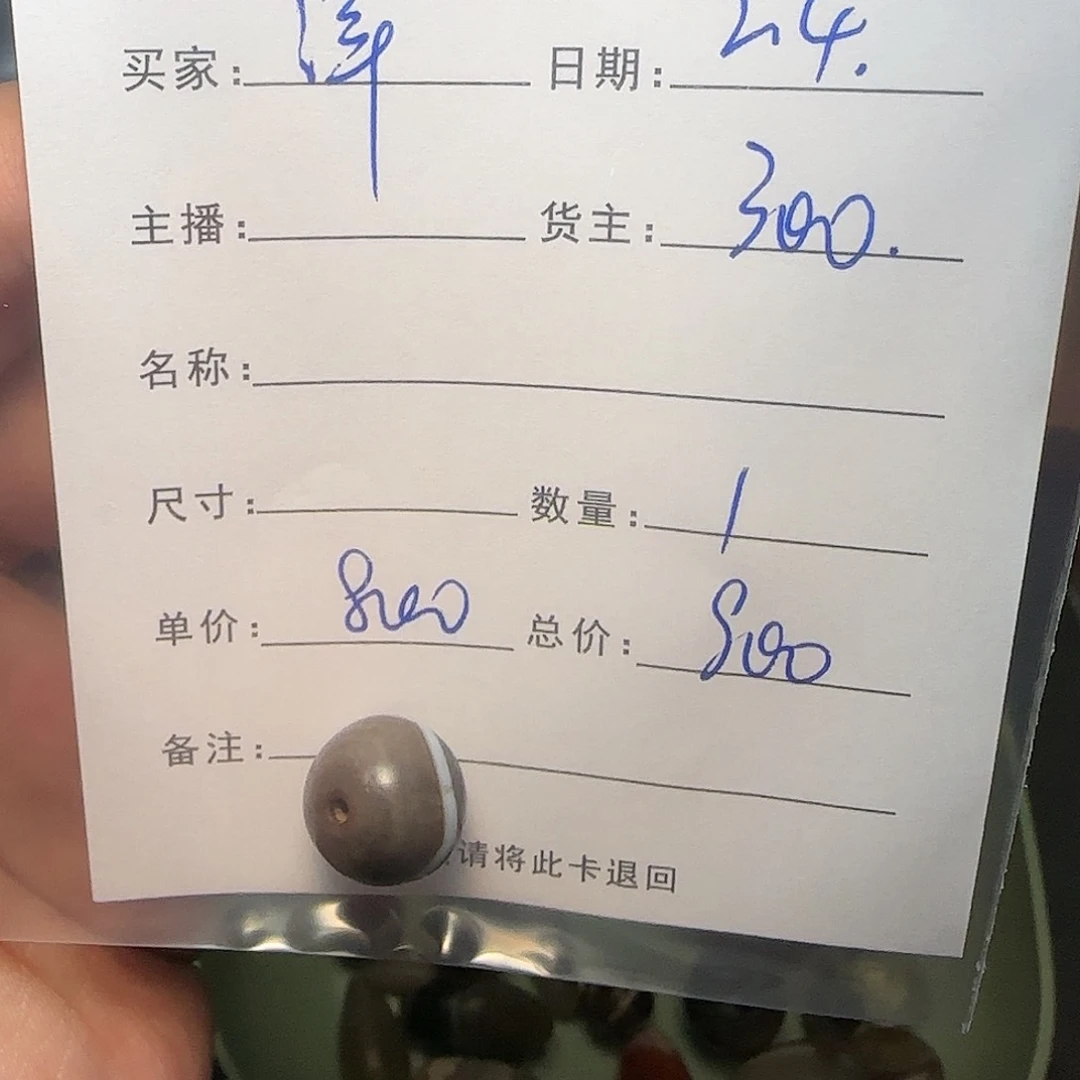 买家: 日期: 24.
主播: 货主: 300.
名称:
尺寸: 数量: 1
单价: 800 总价: 800
备注:
请将此卡退回